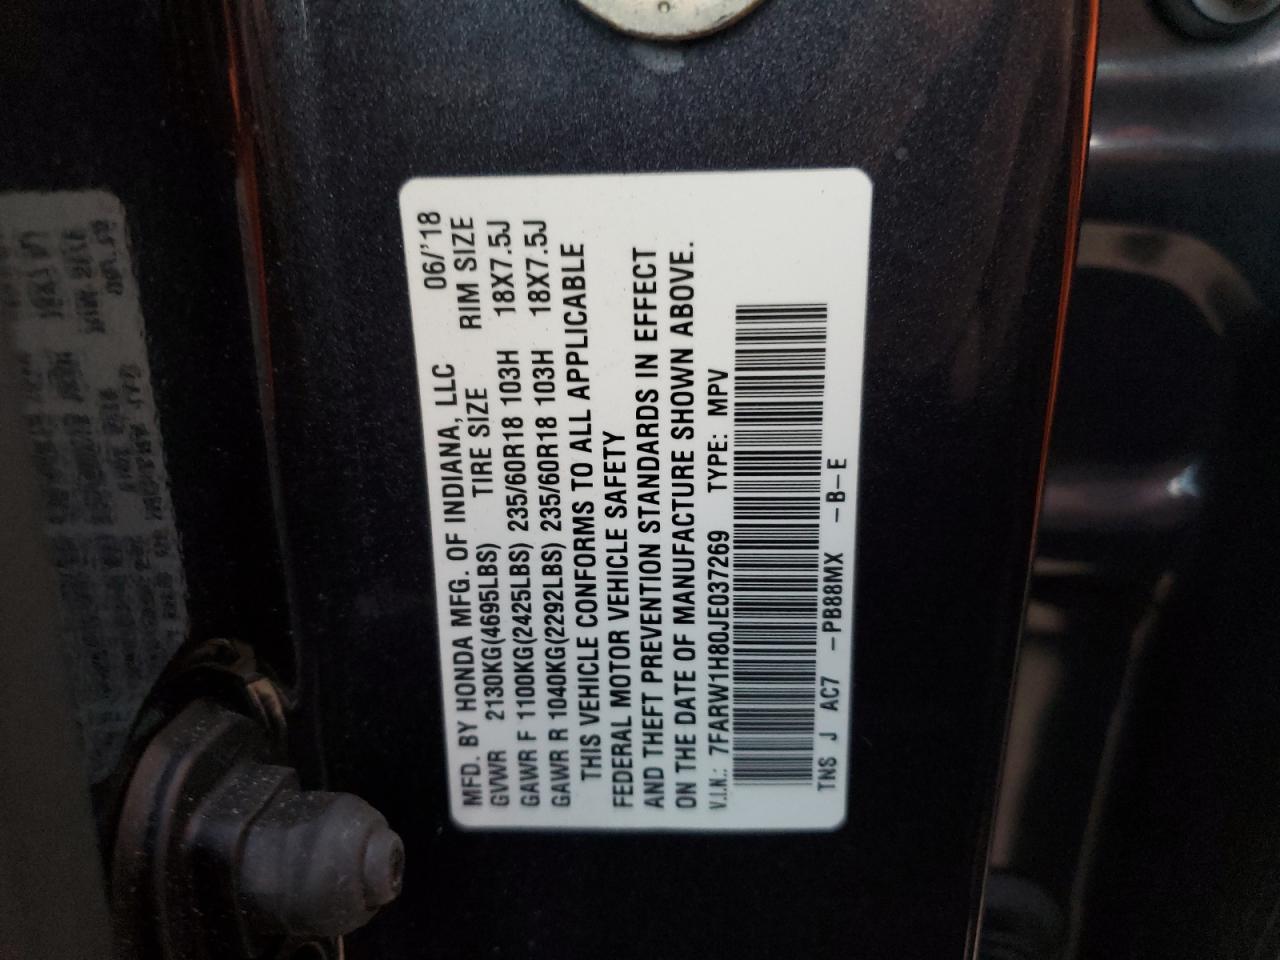 MFD. BY HONDA MFG. OF INDIANA, LLC 06/'18
GVWR 2130KG(4695LBS) TIRE SIZE RIM SIZE
GAWR F 1100KG(2425LBS) 235/60R18 103H 18X7.5J
GAWR R 1040KG(2292LBS) 235/60R18 103H 18X7.5J
THIS VEHICLE CONFORMS TO ALL APPLICABLE
FEDERAL MOTOR VEHICLE SAFETY
AND THEFT PREVENTION STANDARDS IN EFFECT
ON THE DATE OF MANUFACTURE SHOWN ABOVE.
V.I.N.: 7FARW1H80JE037269 TYPE: MPV
TNS J AC7 -PB88MX -B-E